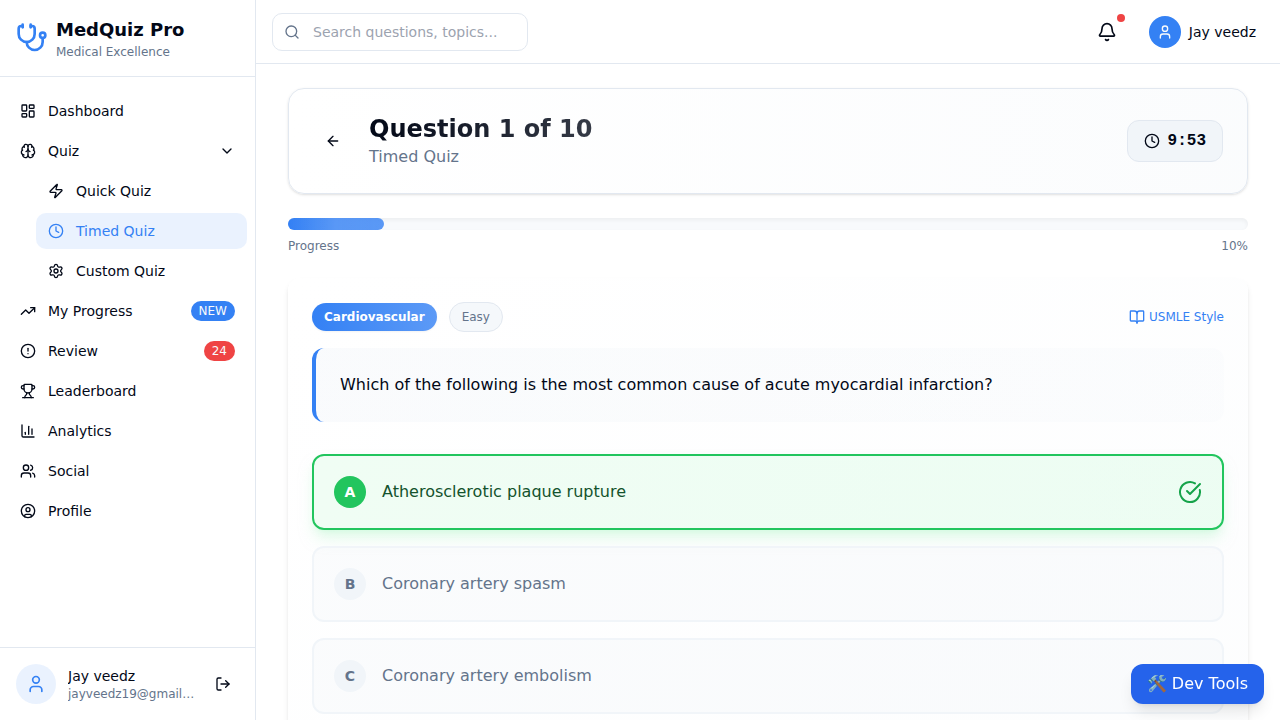 MedQuiz Pro
Medical Excellence
Dashboard
Quiz
Quick Quiz
Timed Quiz
Custom Quiz
My Progress
NEW
Review
24
Leaderboard
Analytics
Social
Profile
Jay veedz
jayveedz19@gmail...
Search questions, topics...
Jay veedz
Question 1 of 10
Timed Quiz
9:53
Progress
10%
Cardiovascular
Easy
USMLE Style
Which of the following is the most common cause of acute myocardial infarction?
A
Atherosclerotic plaque rupture
B
Coronary artery spasm
C
Coronary artery embolism
🛠️ Dev Tools